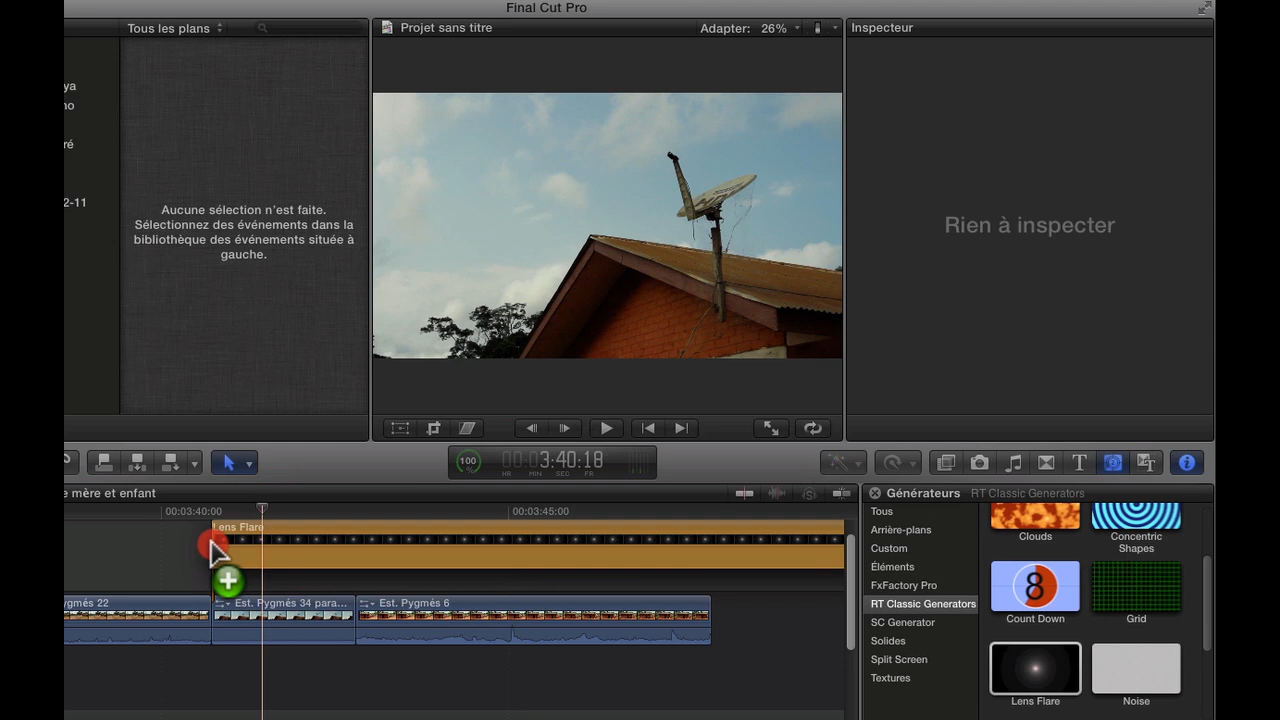 Final Cut Pro
Tous les plans
Projet sans titre
Adapter: 26%
Inspecteur
ya
no
ré
2-11
Aucune sélection n'est faite.
Sélectionnez des événements dans la
bibliothèque des événements située à
gauche.
Rien à inspecter
100
%
00:03:40:18
HR MIN SEC FR
e mère et enfant
00:03:40:00
00:03:45:00
Lens Flare
ygmés 22
Est. Pygmés 34 para...
Est. Pygmés 6
Générateurs
RT Classic Generators
Tous
Arrière-plans
Custom
Éléments
FxFactory Pro
RT Classic Generators
SC Generator
Solides
Split Screen
Textures
Clouds
Concentric
Shapes
8
Count Down
Grid
Lens Flare
Noise